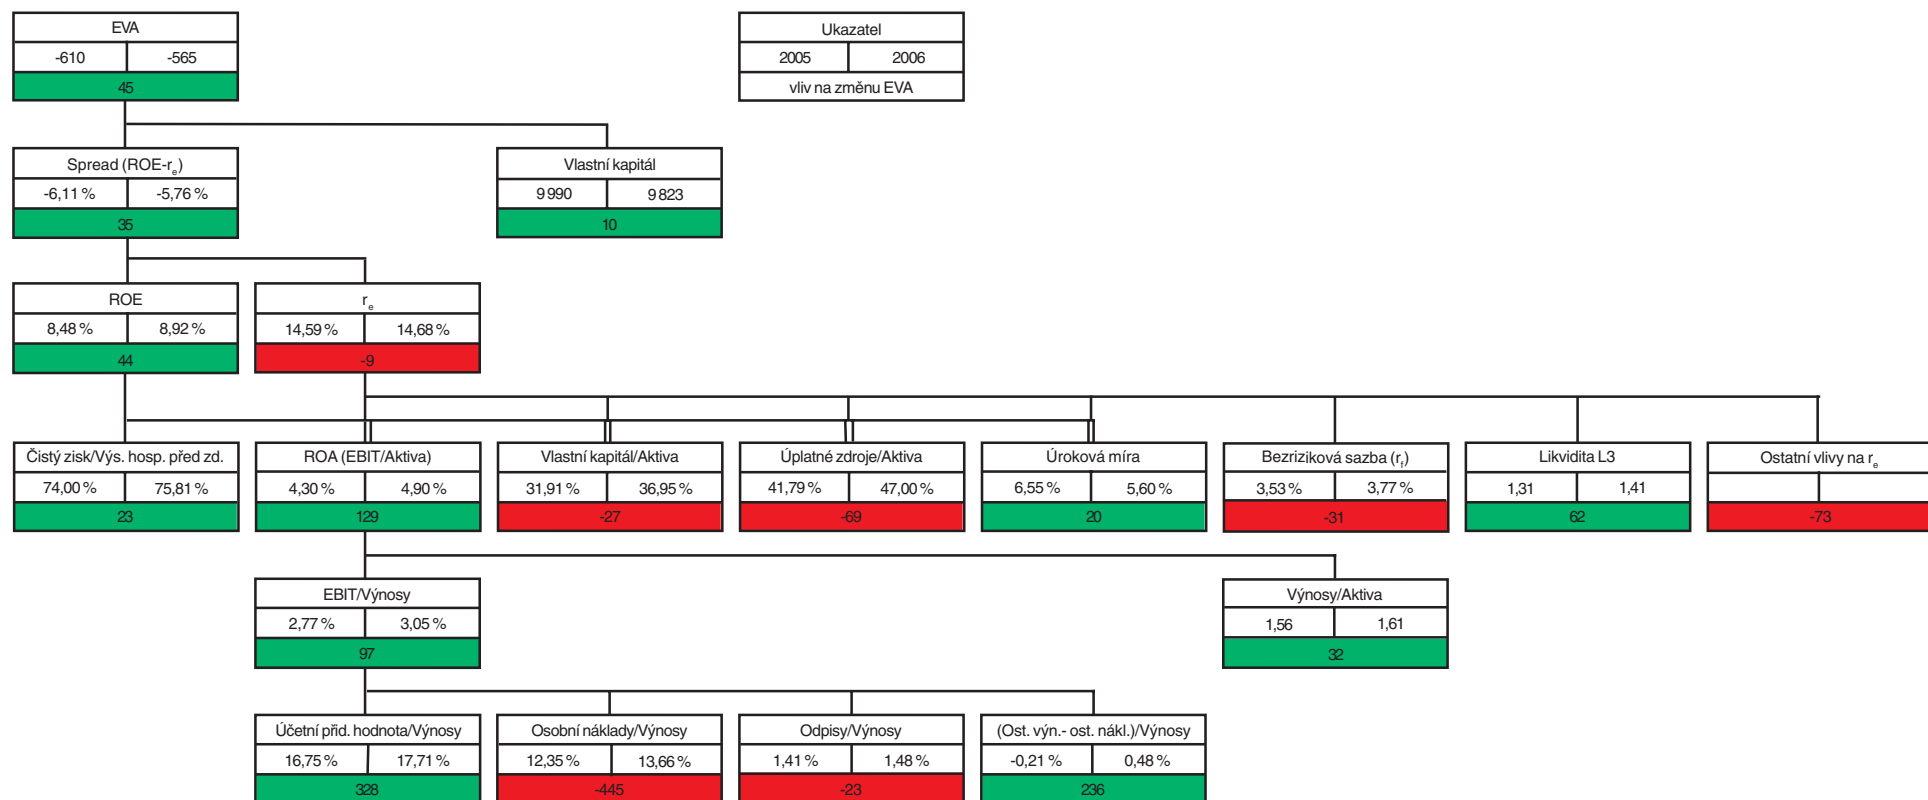 EVA
-610 -565
45
Ukazatel
2005 2006
vliv na změnu EVA
Spread (ROE-re)
-6,11 % -5,76 %
35
Vlastní kapitál
9 990 9 823
10
ROE
8,48 % 8,92 %
44
re
14,59 % 14,68 %
-9
Čistý zisk/Výs. hosp. před zd.
74,00 % 75,81 %
23
ROA (EBIT/Aktiva)
4,30 % 4,90 %
129
Vlastní kapitál/Aktiva
31,91 % 36,95 %
-27
Úplatné zdroje/Aktiva
41,79 % 47,00 %
-69
Úroková míra
6,55 % 5,60 %
20
Bezriziková sazba (rf)
3,53 % 3,77 %
-31
Likvidita L3
1,31 1,41
62
Ostatní vlivy na re
-73
EBIT/Výnosy
2,77 % 3,05 %
97
Výnosy/Aktiva
1,56 1,61
32
Účetní přid. hodnota/Výnosy
16,75 % 17,71 %
328
Osobní náklady/Výnosy
12,35 % 13,66 %
-445
Odpisy/Výnosy
1,41 % 1,48 %
-23
(Ost. výn.- ost. nákl.)/Výnosy
-0,21 % 0,48 %
236